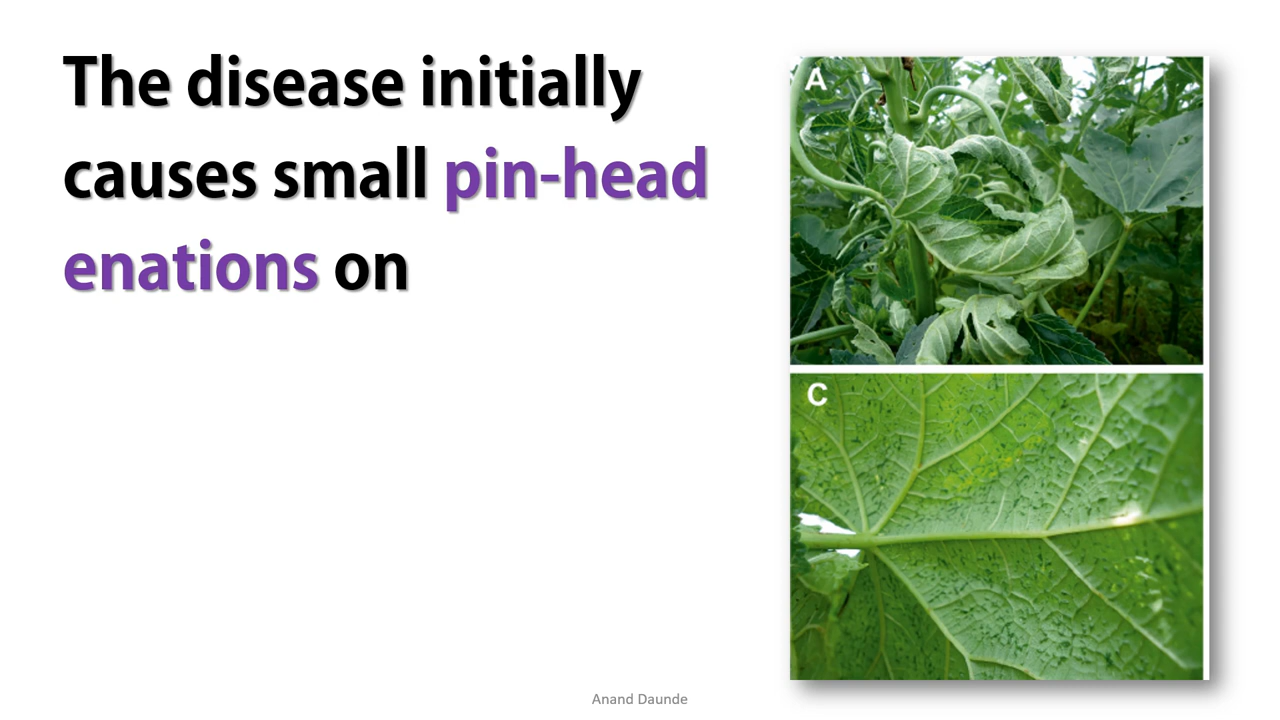 The disease initially
causes small pin-head
enations on
A
C
Anand Daunde